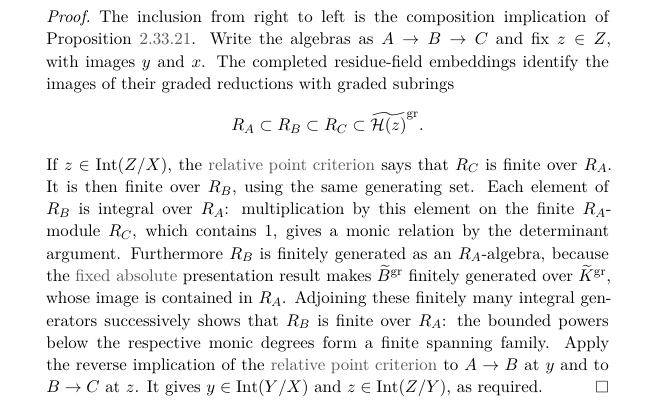 Proof. The inclusion from right to left is the composition implication of
Proposition 2.33.21. Write the algebras as A → B → C and fix z ∈ Z,
with images y and x. The completed residue-field embeddings identify the
images of their graded reductions with graded subrings
R_A ⊂ R_B ⊂ R_C ⊂ \widetilde{ℋ(z)}^{gr}.
If z ∈ Int(Z/X), the relative point criterion says that R_C is finite over R_A.
It is then finite over R_B, using the same generating set. Each element of
R_B is integral over R_A: multiplication by this element on the finite R_A-
module R_C, which contains 1, gives a monic relation by the determinant
argument. Furthermore R_B is finitely generated as an R_A-algebra, because
the fixed absolute presentation result makes \widetilde{B}^{gr} finitely generated over \widetilde{K}^{gr},
whose image is contained in R_A. Adjoining these finitely many integral gen-
erators successively shows that R_B is finite over R_A: the bounded powers
below the respective monic degrees form a finite spanning family. Apply
the reverse implication of the relative point criterion to A → B at y and to
B → C at z. It gives y ∈ Int(Y/X) and z ∈ Int(Z/Y), as required. □